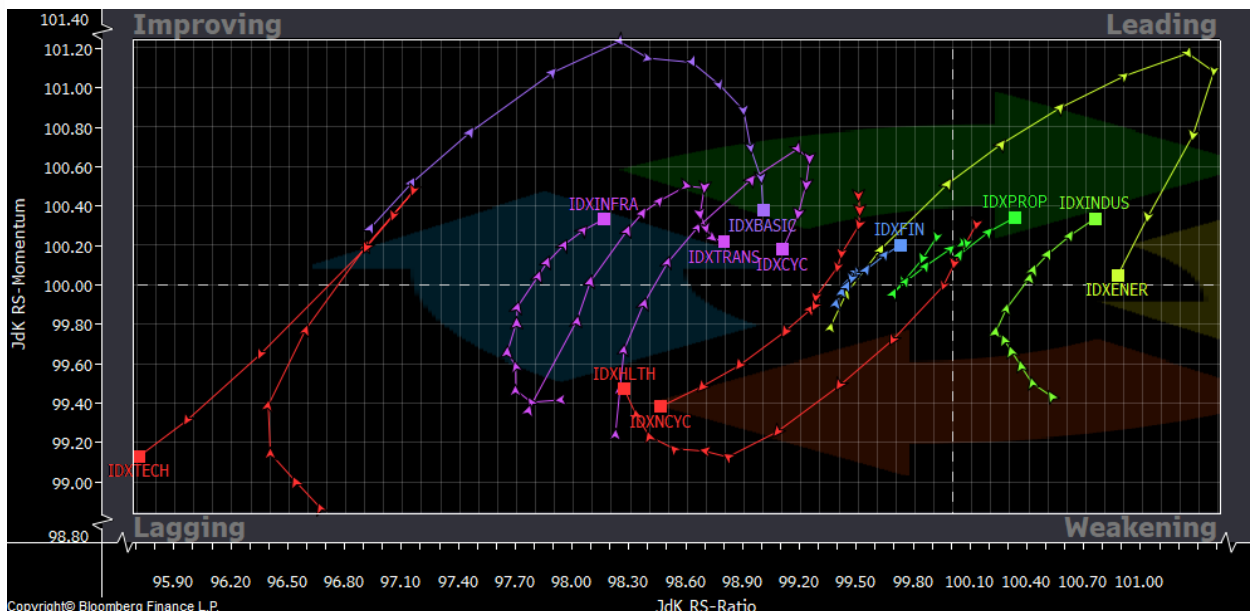 Improving
Leading
101.40
101.20
101.00
100.80
100.60
100.40
100.20
100.00
99.80
99.60
99.40
99.20
99.00
98.80
JdK RS-Momentum
IDXINFRA
IDXBASIC
IDXTRANS
IDXCYC
IDXFIN
IDXPROP
IDXINDUS
IDXENER
IDXHLTH
IDXNCYC
IDXTECH
Lagging
Weakening
95.90 96.20 96.50 96.80 97.10 97.40 97.70 98.00 98.30 98.60 98.90 99.20 99.50 99.80 100.10 100.40 100.70 101.00
Copyright© Bloomberg Finance L.P.
JdK RS-Ratio